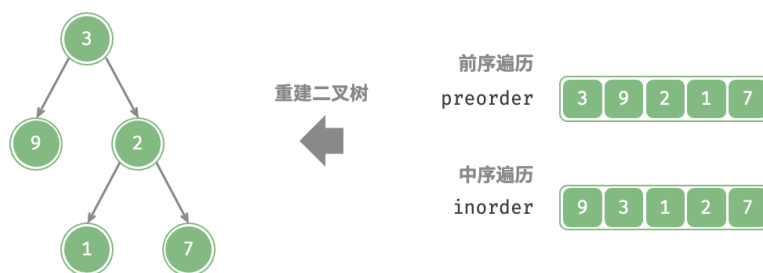 3
9
2
1
7
重建二叉树
前序遍历
preorder 3 9 2 1 7
中序遍历
inorder 9 3 1 2 7